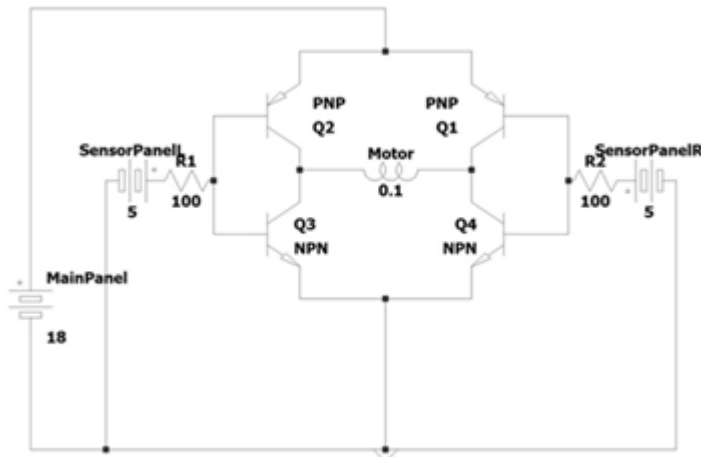 PNP
Q2
PNP
Q1
SensorPanelL
R1
100
5
Motor
0.1
SensorPanelR
R2
100
5
Q3
NPN
Q4
NPN
MainPanel
18